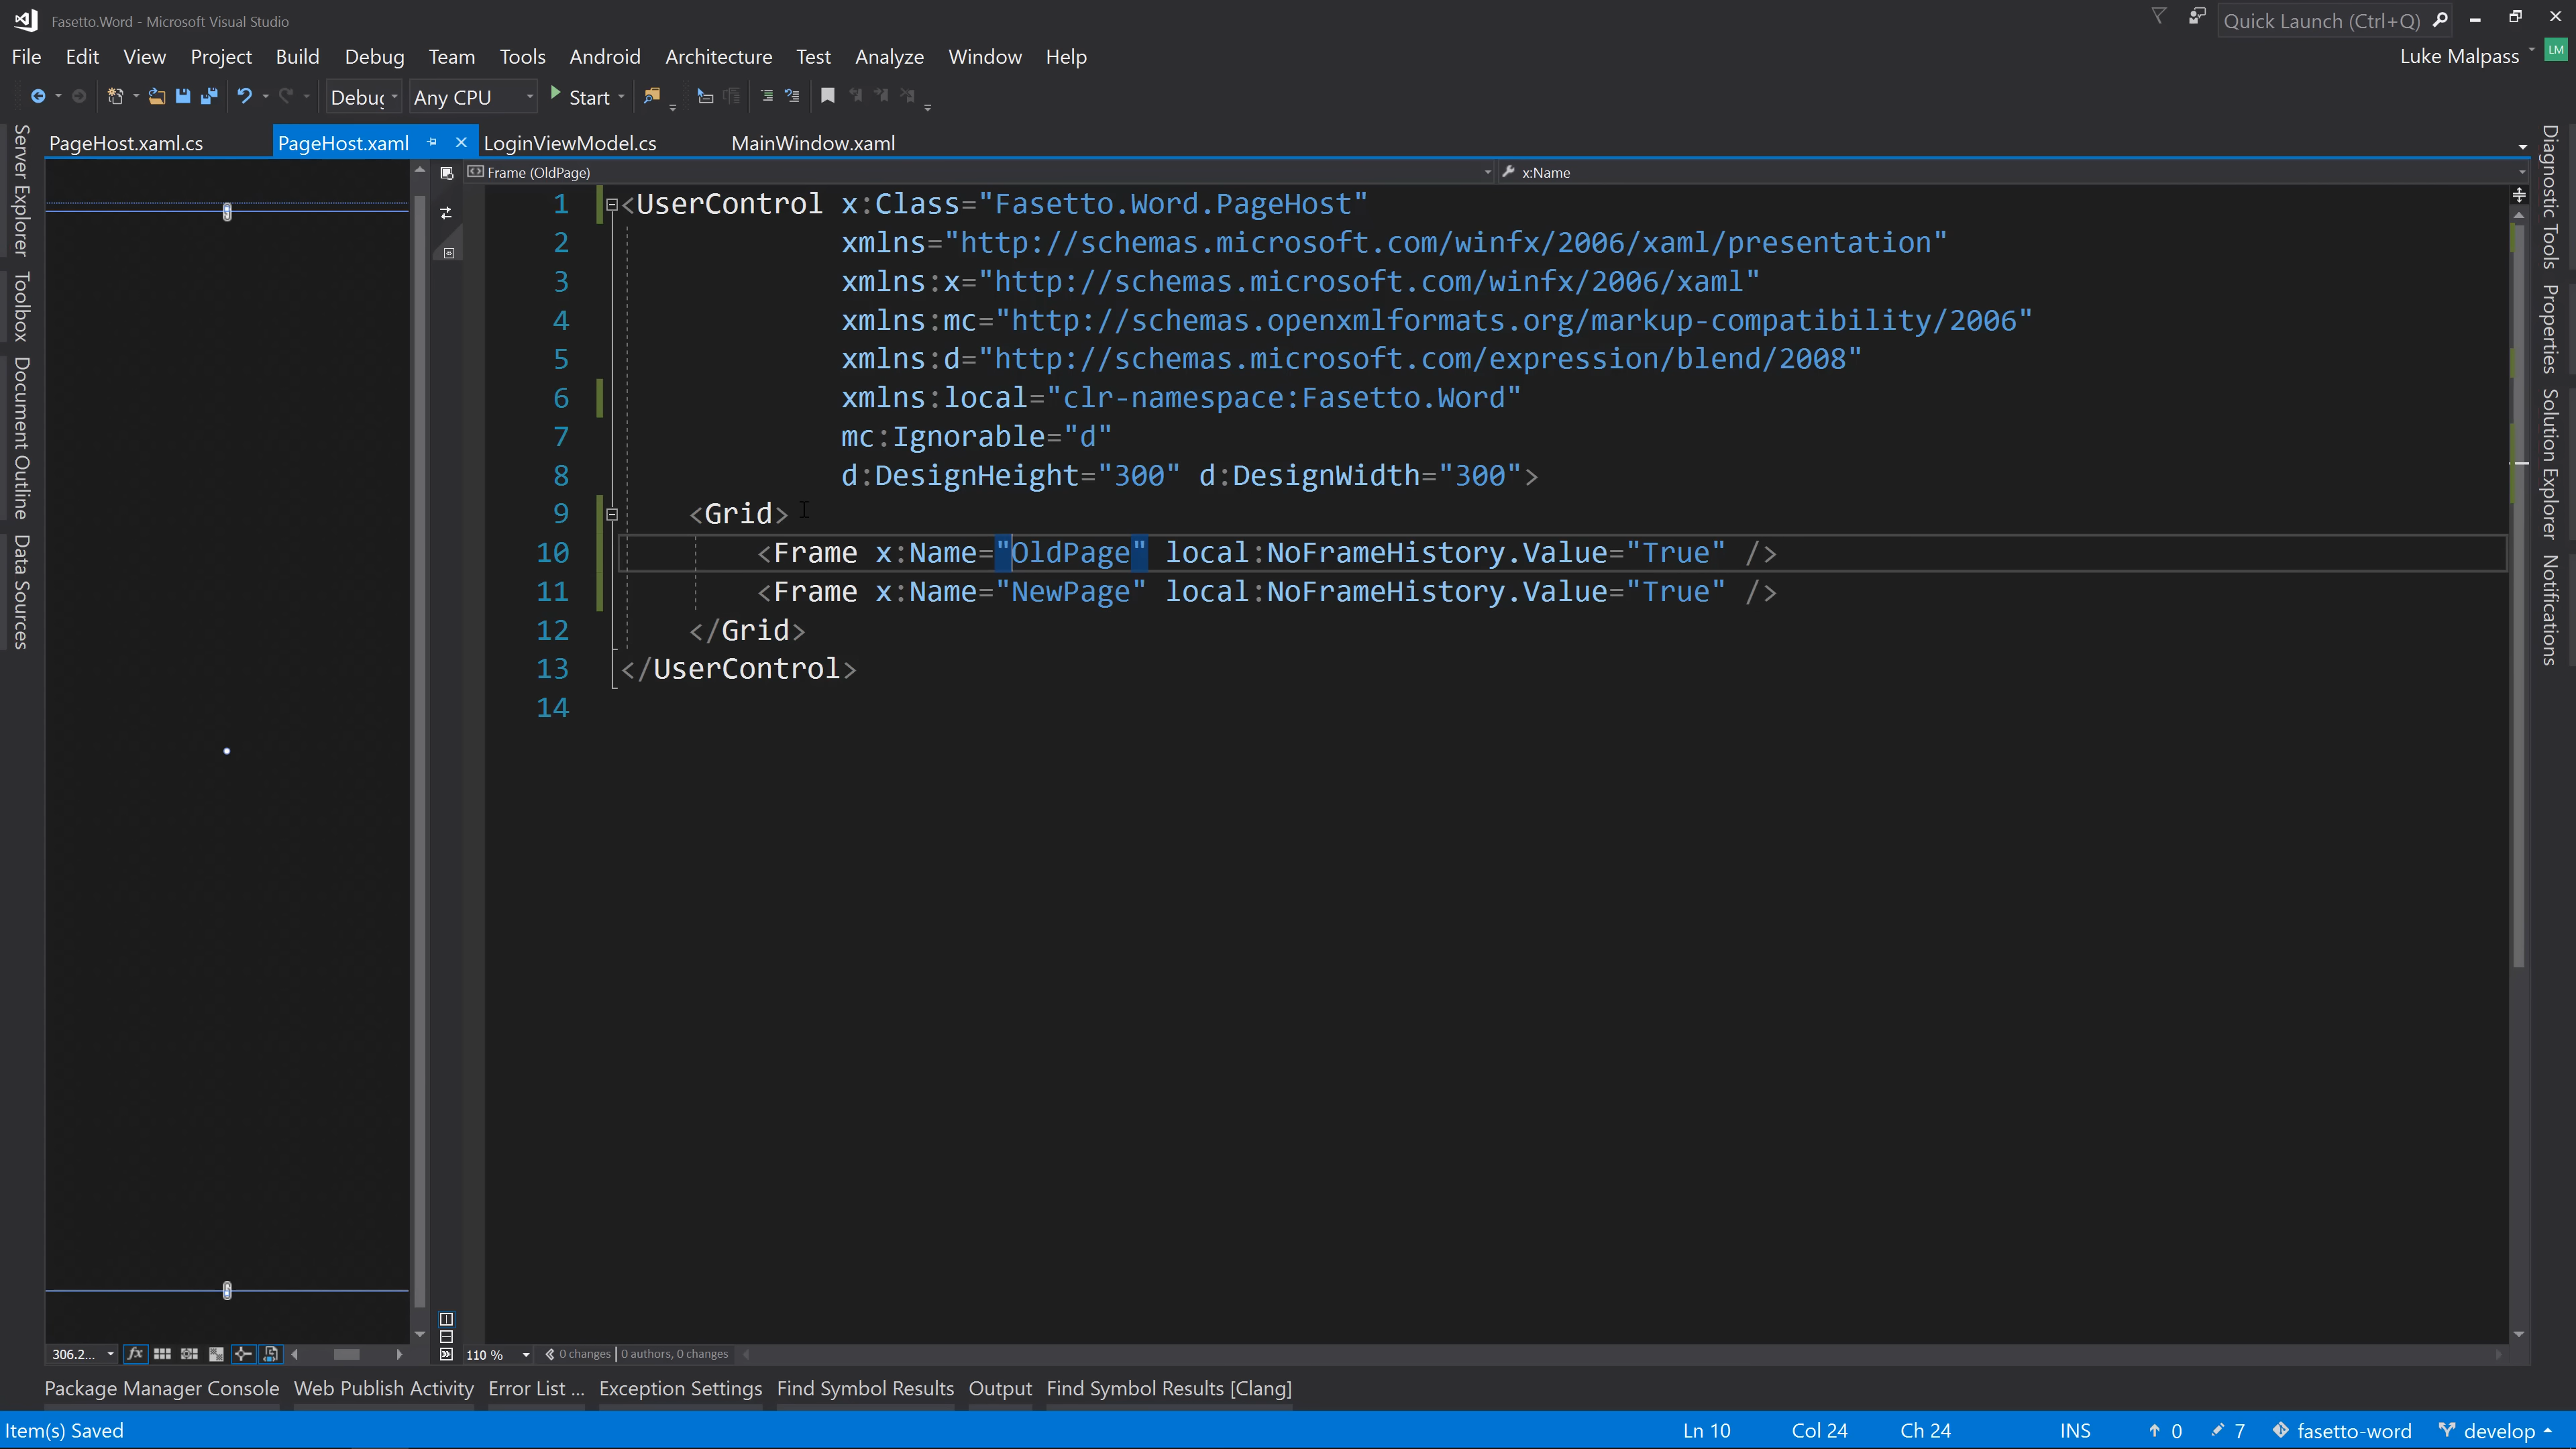 Fasetto.Word - Microsoft Visual Studio
Quick Launch (Ctrl+Q)
File Edit View Project Build Debug Team Tools Android Architecture Test Analyze Window Help
Luke Malpass LM
Debug Any CPU Start
PageHost.xaml.cs PageHost.xaml LoginViewModel.cs MainWindow.xaml
Server Explorer
Toolbox
Document Outline
Data Sources
Frame (OldPage) x:Name
1 <UserControl x:Class="Fasetto.Word.PageHost"
2 xmlns="http://schemas.microsoft.com/winfx/2006/xaml/presentation"
3 xmlns:x="http://schemas.microsoft.com/winfx/2006/xaml"
4 xmlns:mc="http://schemas.openxmlformats.org/markup-compatibility/2006"
5 xmlns:d="http://schemas.microsoft.com/expression/blend/2008"
6 xmlns:local="clr-namespace:Fasetto.Word"
7 mc:Ignorable="d"
8 d:DesignHeight="300" d:DesignWidth="300">
9 <Grid>
10 <Frame x:Name="OldPage" local:NoFrameHistory.Value="True" />
11 <Frame x:Name="NewPage" local:NoFrameHistory.Value="True" />
12 </Grid>
13 </UserControl>
14
Diagnostic Tools
Properties
Solution Explorer
Notifications
306.2... fx 110 % 0 changes | 0 authors, 0 changes
Package Manager Console Web Publish Activity Error List ... Exception Settings Find Symbol Results Output Find Symbol Results [Clang]
Item(s) Saved Ln 10 Col 24 Ch 24 INS 0 7 fasetto-word develop